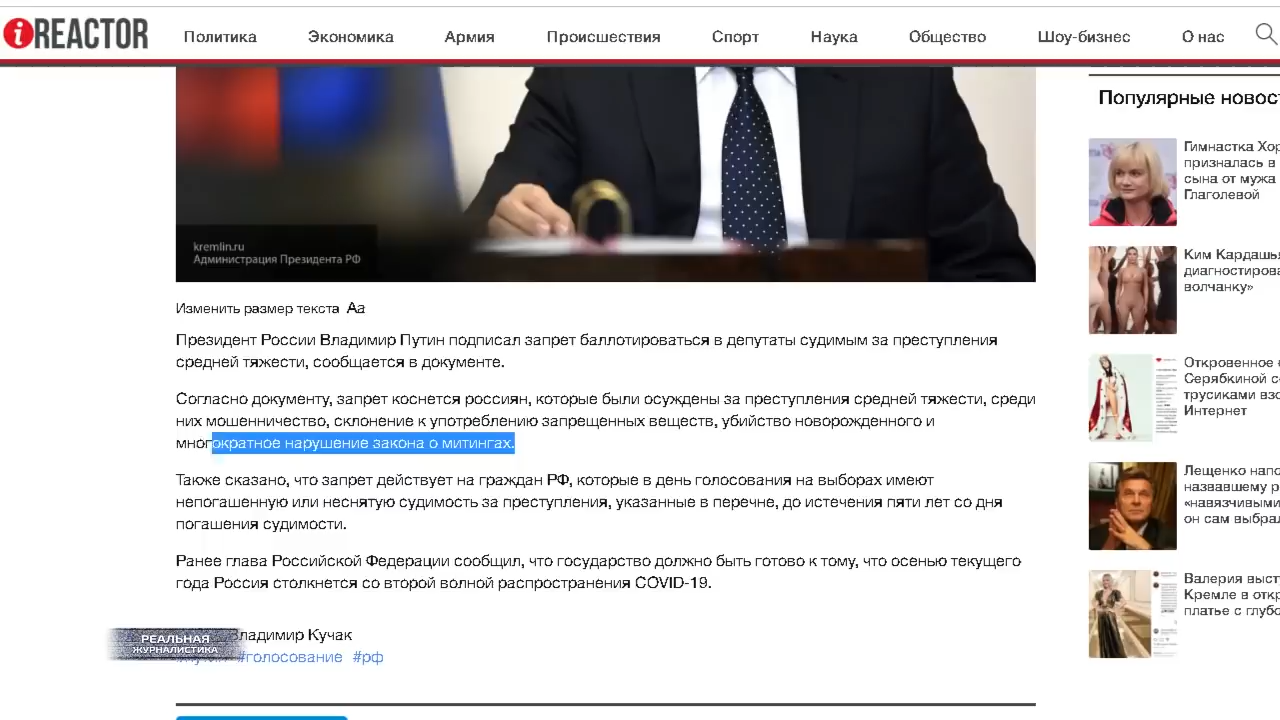 iREACTOR
Политика Экономика Армия Происшествия Спорт Наука Общество Шоу-бизнес О нас
kremlin.ru
Администрация Президента РФ
Изменить размер текста Aa
Президент России Владимир Путин подписал запрет баллотироваться в депутаты судимым за преступления
средней тяжести, сообщается в документе.
Согласно документу, запрет коснется россиян, которые были осуждены за преступления средней тяжести, среди
них мошенничество, склонение к употреблению запрещенных веществ, убийство новорожденного и
многократное нарушение закона о митингах.
Также сказано, что запрет действует на граждан РФ, которые в день голосования на выборах имеют
непогашенную или неснятую судимость за преступления, указанные в перечне, до истечения пяти лет со дня
погашения судимости.
Ранее глава Российской Федерации сообщил, что государство должно быть готово к тому, что осенью текущего
года Россия столкнется со второй волной распространения COVID-19.
ладимир Кучак
#голосование #рф
РЕАЛЬНАЯ
ЖУРНАЛИСТИКА
Популярные новос
Гимнастка Хор
призналась в
сына от мужа
Глаголевой
Ким Кардашья
диагностирова
волчанку»
Откровенное
Серябкиной с
трусиками взо
Интернет
Лещенко напо
назвавшему р
«навязчивыми
он сам выбрал
Валерия выст
Кремле в откр
платье с глубо